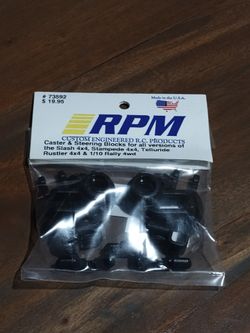 # 73592
$ 19.95
Made in the U.S.A.
RPM
CUSTOM ENGINEERED R.C. PRODUCTS
Caster & Steering Blocks for all versions of
the Slash 4x4, Stampede 4x4, Telluride
Rustler 4x4 & 1/10 Rally 4wd